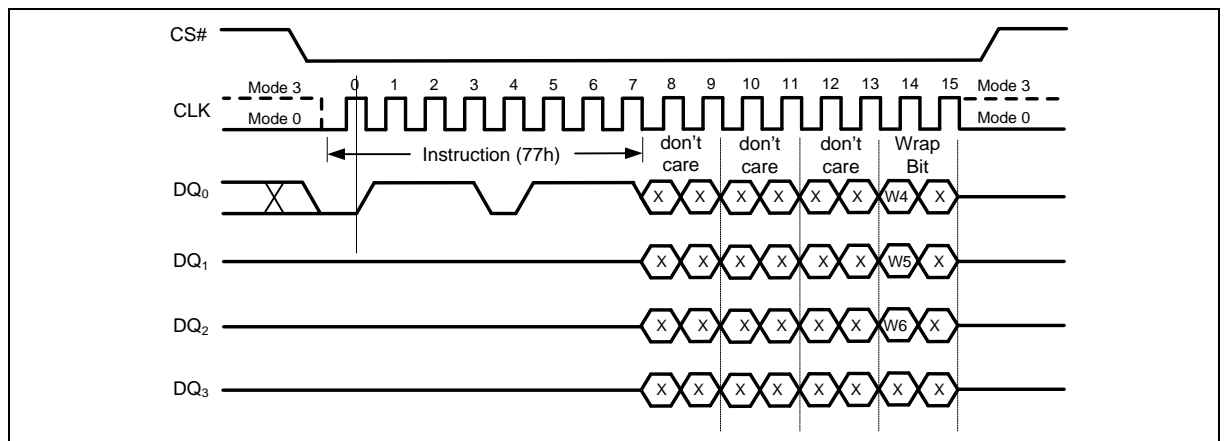 CS#
Mode 3 0 1 2 3 4 5 6 7 8 9 10 11 12 13 14 15 Mode 3
CLK
Mode 0 Mode 0
Instruction (77h) don't care don't care don't care Wrap Bit
DQ0 X X X X X X W4 X
DQ1 X X X X X X W5 X
DQ2 X X X X X X W6 X
DQ3 X X X X X X X X